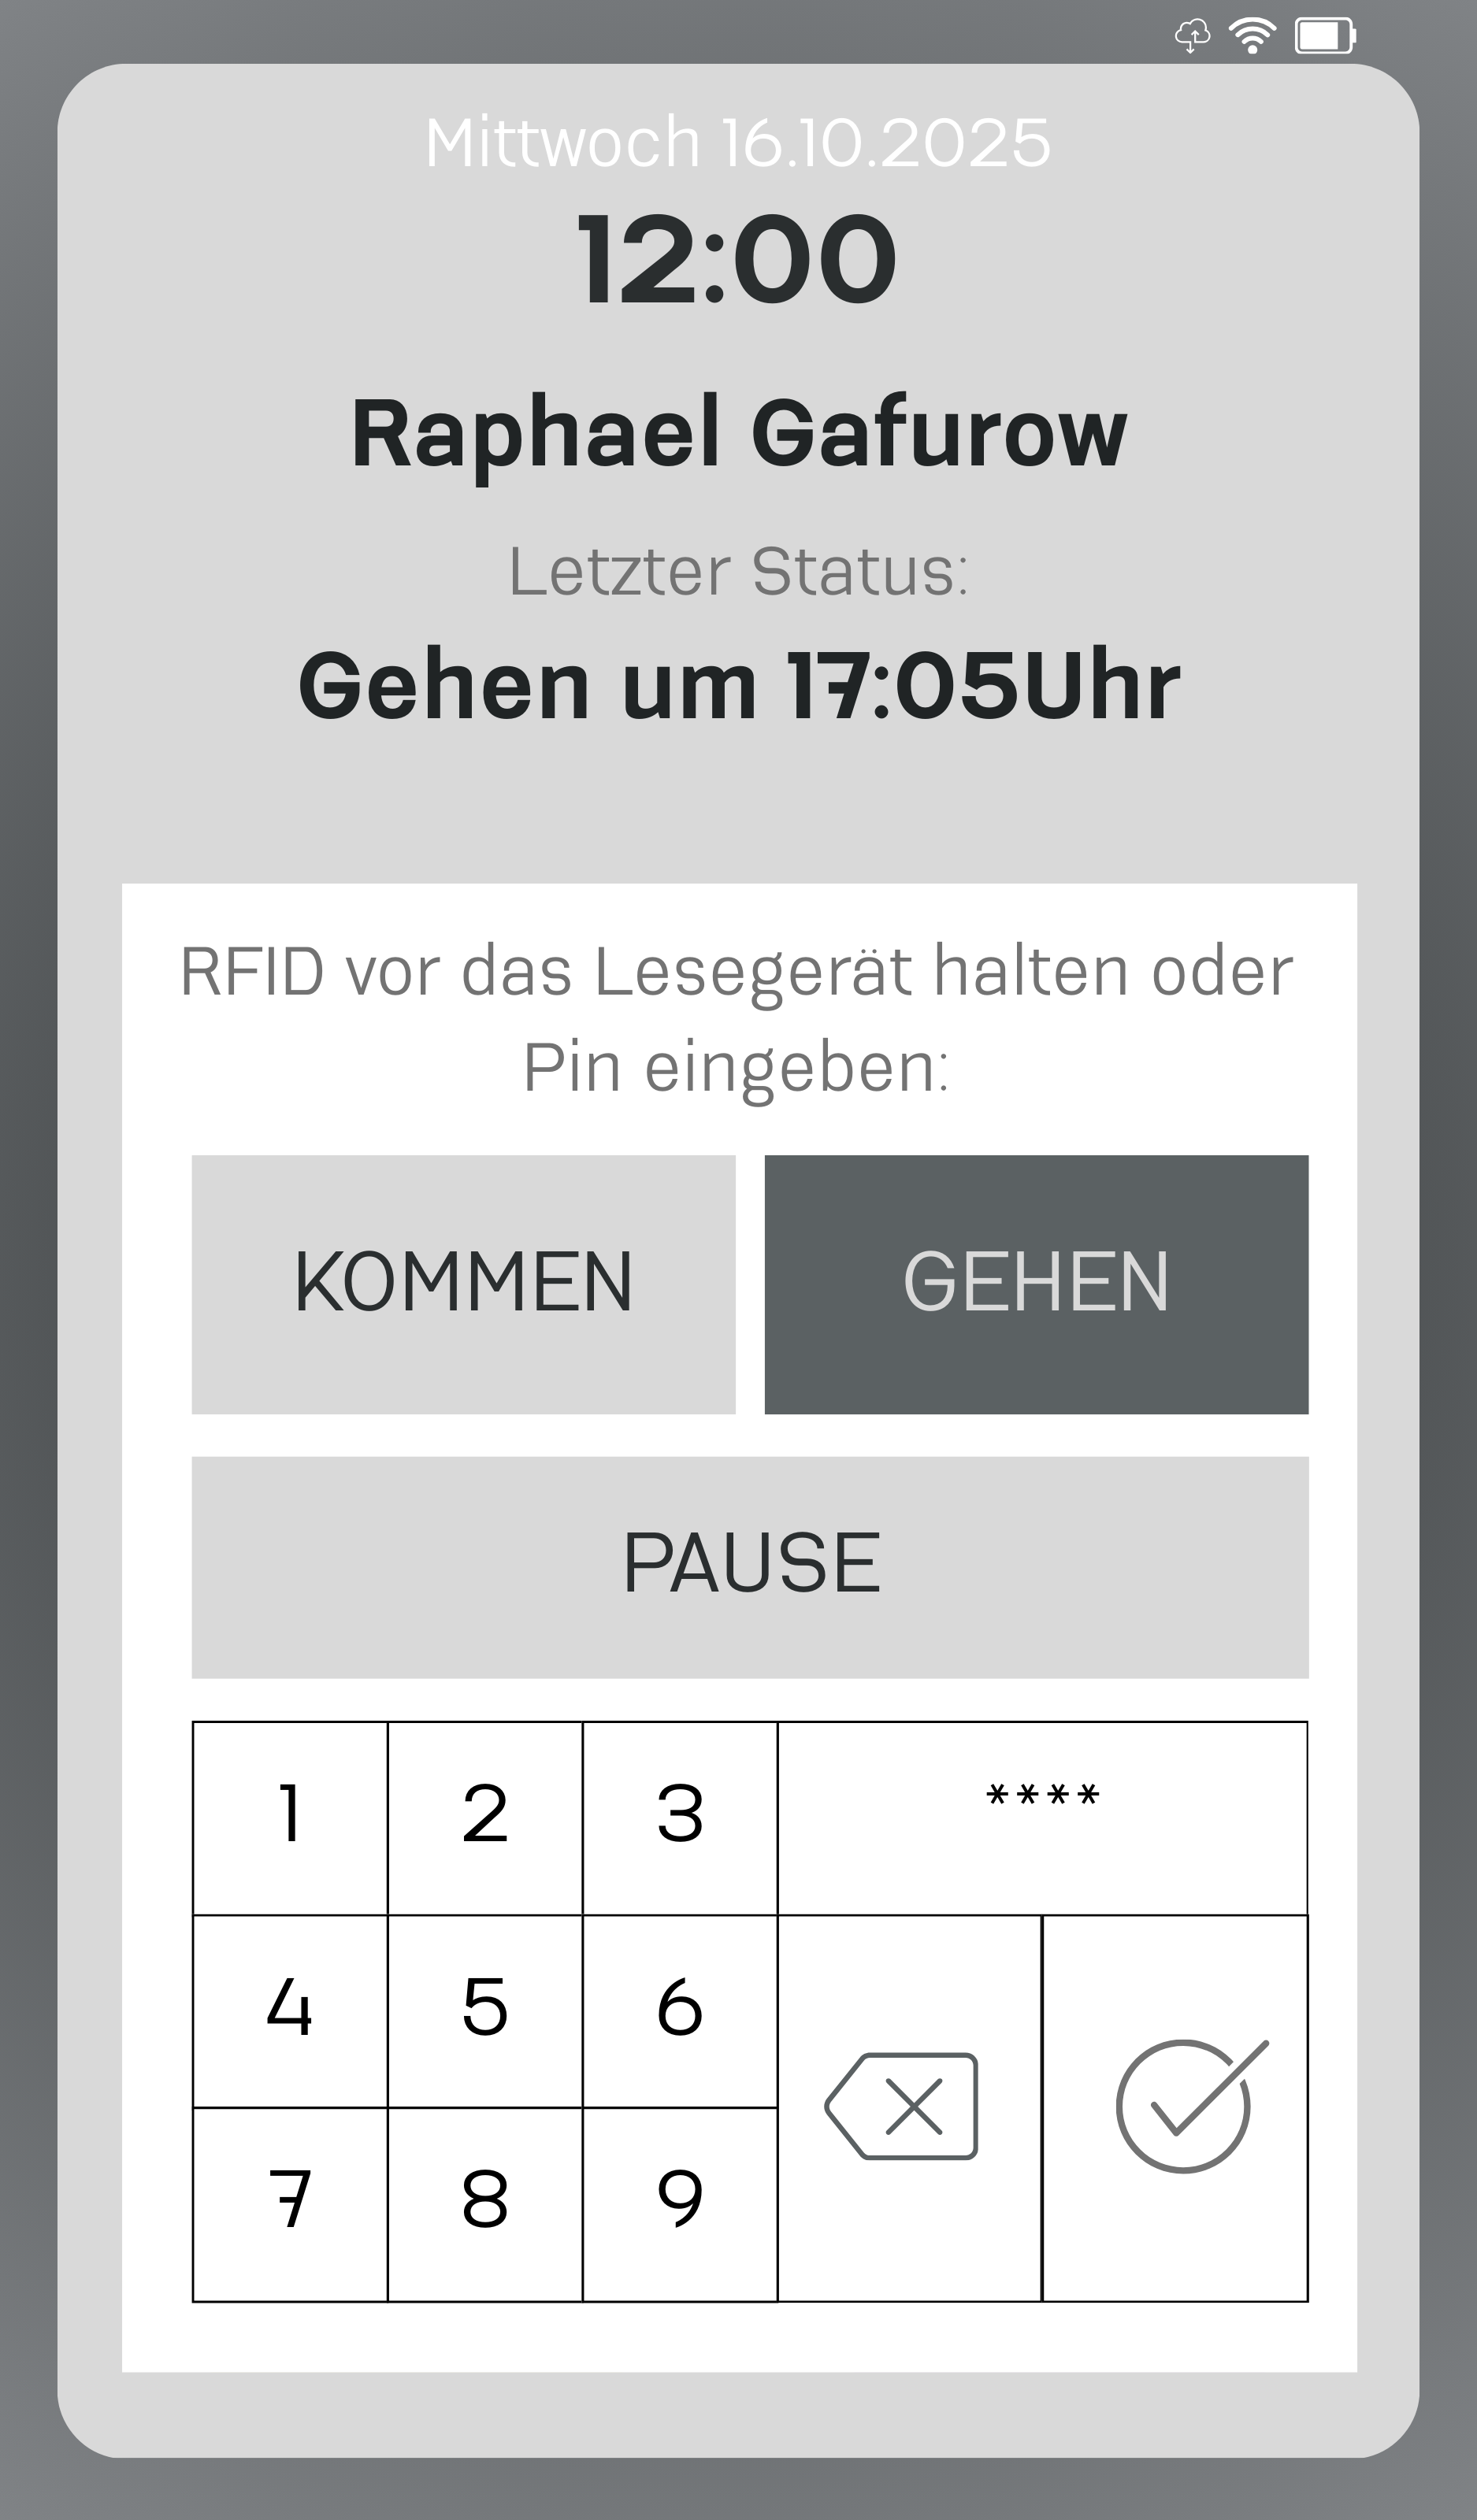 Mittwoch 16.10.2025
12:00
Raphael Gafurow
Letzter Status:
Gehen um 17:05Uhr
RFID vor das Lesegerät halten oder
Pin eingeben:
KOMMEN GEHEN
PAUSE
1 2 3 ****
4 5 6
7 8 9